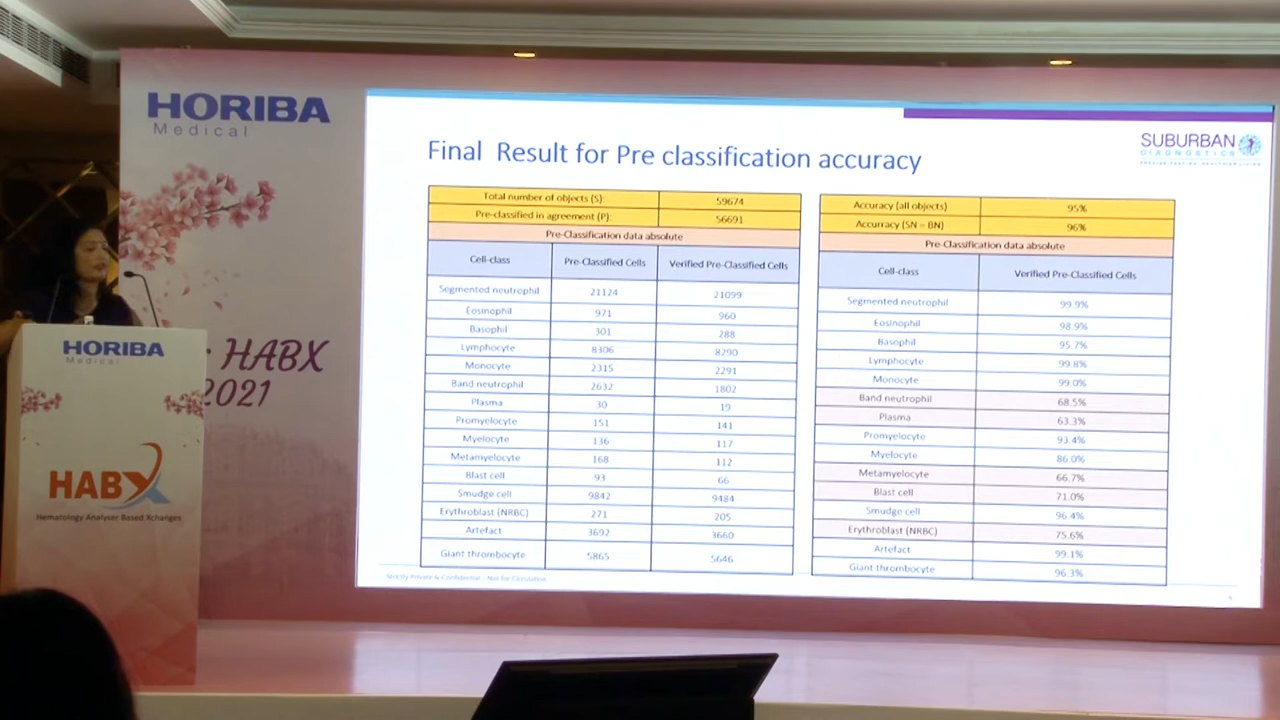 HORIBA
Medical
HABX
2021
HORIBA
Medical
HABX
Hematology Analyser Based Xchanges
SUBURBAN
DIAGNOSTICS
Final Result for Pre classification accuracy
Total number of objects (S): 59674
Pre-classified in agreement (P): 56691
Pre-Classification data absolute
Cell-class Pre-Classified Cells Verified Pre-Classified Cells
Segmented neutrophil 21124 21099
Eosinophil 971 960
Basophil 301 288
Lymphocyte 8306 8290
Monocyte 2315 2291
Band neutrophil 2632 1802
Plasma 30 19
Promyelocyte 151 141
Myelocyte 136 117
Metamyelocyte 168 112
Blast cell 93 66
Smudge cell 9842 9484
Erythroblast (NRBC) 271 205
Artefact 3692 3660
Giant thrombocyte 5865 5646
Accuracy (all objects) 95%
Accurracy (SN = BN) 96%
Pre-Classification data absolute
Cell-class Verified Pre-Classified Cells
Segmented neutrophil 99.9%
Eosinophil 98.9%
Basophil 95.7%
Lymphocyte 99.8%
Monocyte 99.0%
Band neutrophil 68.5%
Plasma 63.3%
Promyelocyte 93.4%
Myelocyte 86.0%
Metamyelocyte 66.7%
Blast cell 71.0%
Smudge cell 96.4%
Erythroblast (NRBC) 75.6%
Artefact 99.1%
Giant thrombocyte 96.3%
Strictly Private & Confidential - Not for Circulation